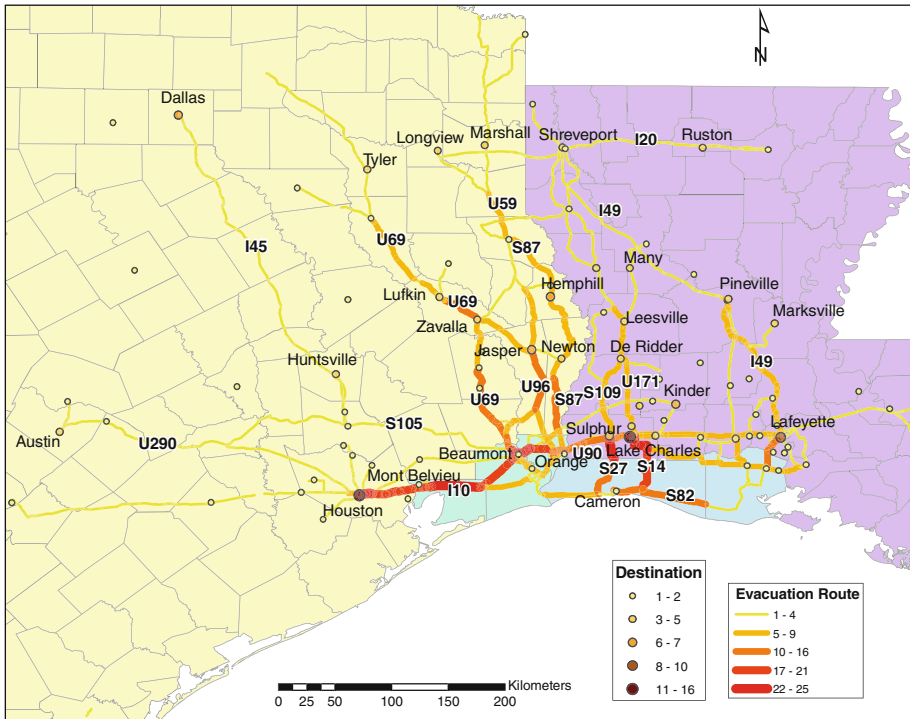 N
Dallas
Longview
Marshall
Shreveport
I20
Ruston
Tyler
U59
I49
I45
U69
S87
Many
Hemphill
Pineville
Lufkin
U69
Marksville
Zavalla
Leesville
Huntsville
Jasper
Newton
De Ridder
I49
U69
U96
S87
S109
U171
Kinder
Austin
U290
S105
Sulphur
Lafayette
Beaumont
U90
Lake Charles
Orange
S27
S14
Mont Belvieu
I10
Houston
Cameron
S82
Destination
1 - 2
3 - 5
6 - 7
8 - 10
11 - 16
Evacuation Route
1 - 4
5 - 9
10 - 16
17 - 21
22 - 25
Kilometers
0 25 50 100 150 200